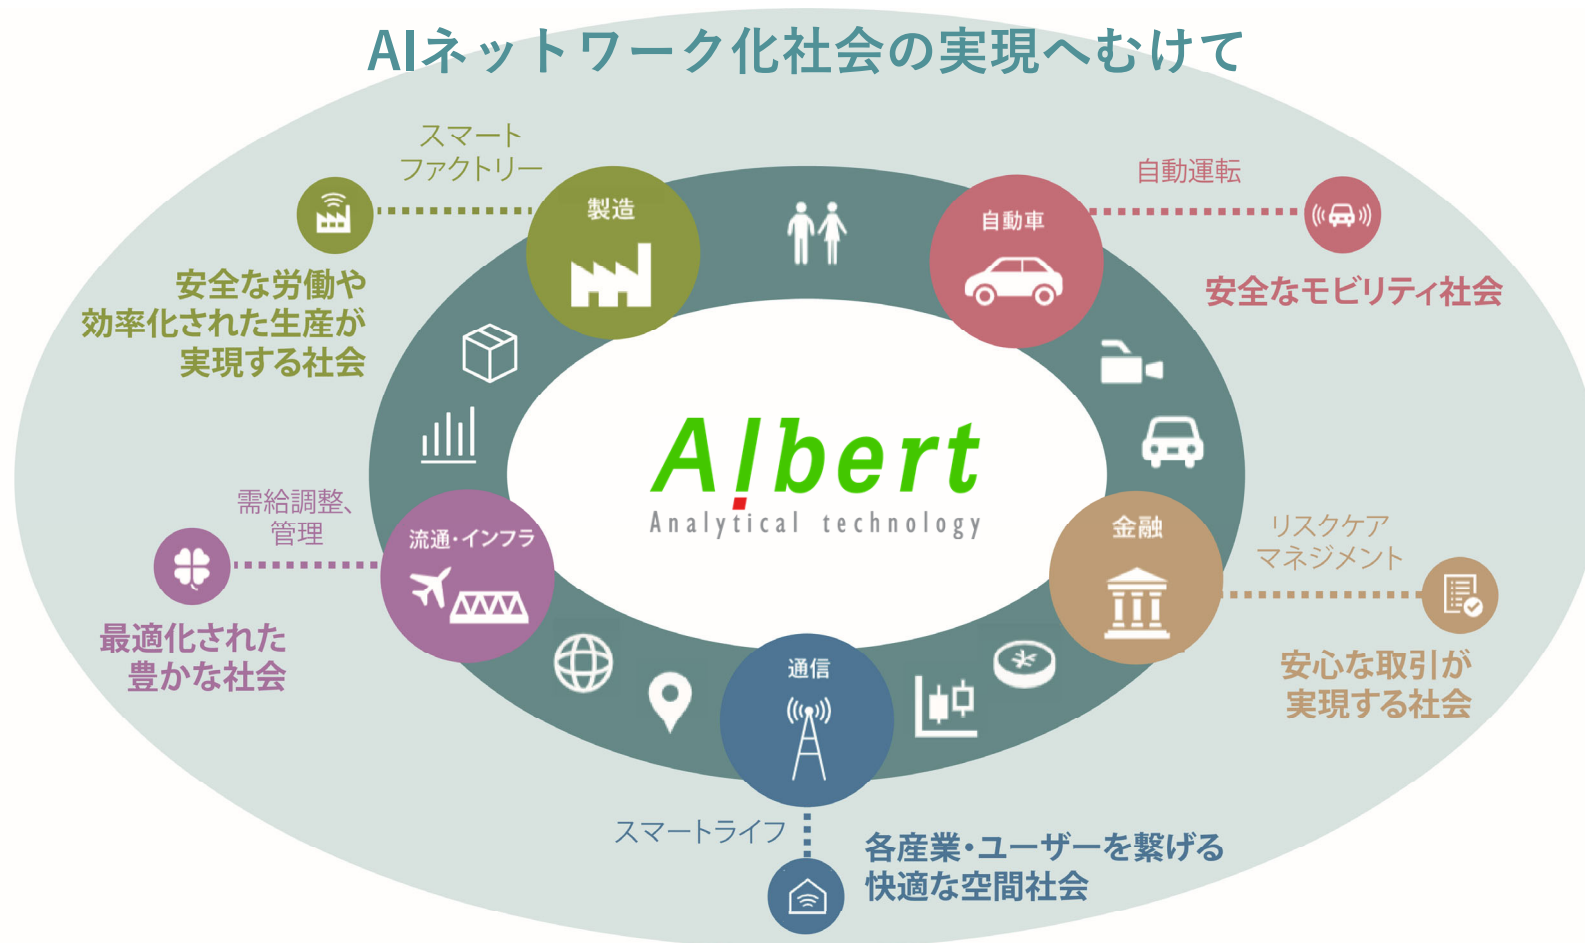 AIネットワーク化社会の実現へむけて
スマート
ファクトリー
製造
安全な労働や
効率化された生産が
実現する社会
自動車
自動運転
安全なモビリティ社会
A!bert
Analytical technology
需給調整、
管理
流通・インフラ
最適化された
豊かな社会
金融
リスクケア
マネジメント
安心な取引が
実現する社会
通信
スマートライフ
各産業・ユーザーを繋げる
快適な空間社会